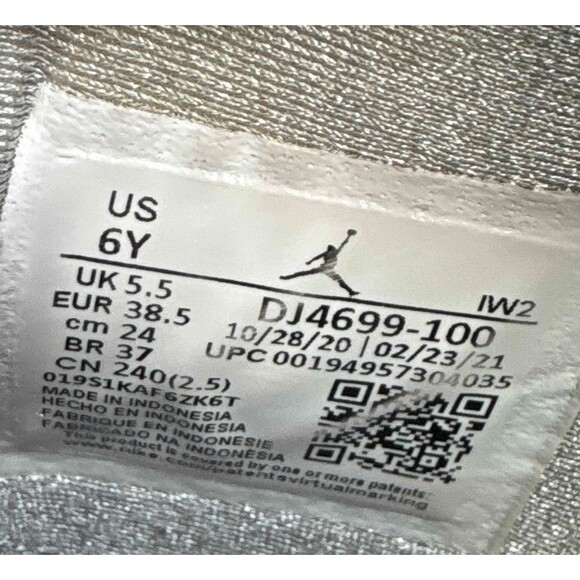 US
6Y
IW2
UK 5.5
EUR 38.5
cm 24
BR 37
CN 240(2.5)
DJ4699-100
10/28/20 | 02/23/21
UPC 00194957304035
019S1KAF6ZK6T
MADE IN INDONESIA
HECHO EN INDONESIA
FABRIQUE EN INDONESIE
FABRICADO NA INDONÉSIA
This product is covered by one or more patents:
www.nike.com/patentsvirtualmarking